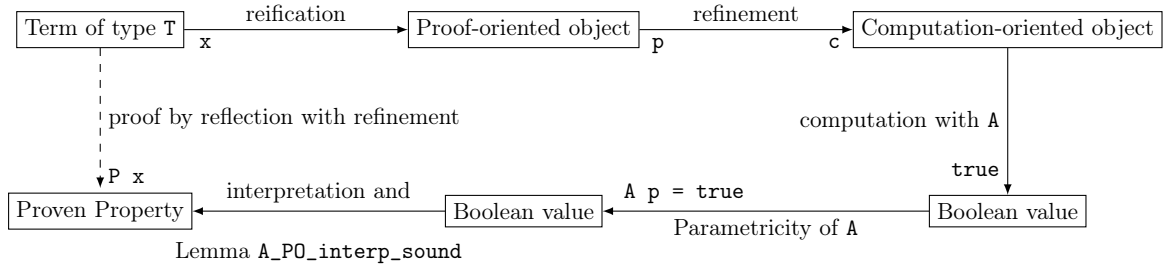 Term of type T
x
reification
Proof-oriented object
p
refinement
c
Computation-oriented object
proof by reflection with refinement
computation with A
P x
true
Proven Property
interpretation and
Lemma A_PO_interp_sound
Boolean value
A p = true
Parametricity of A
Boolean value